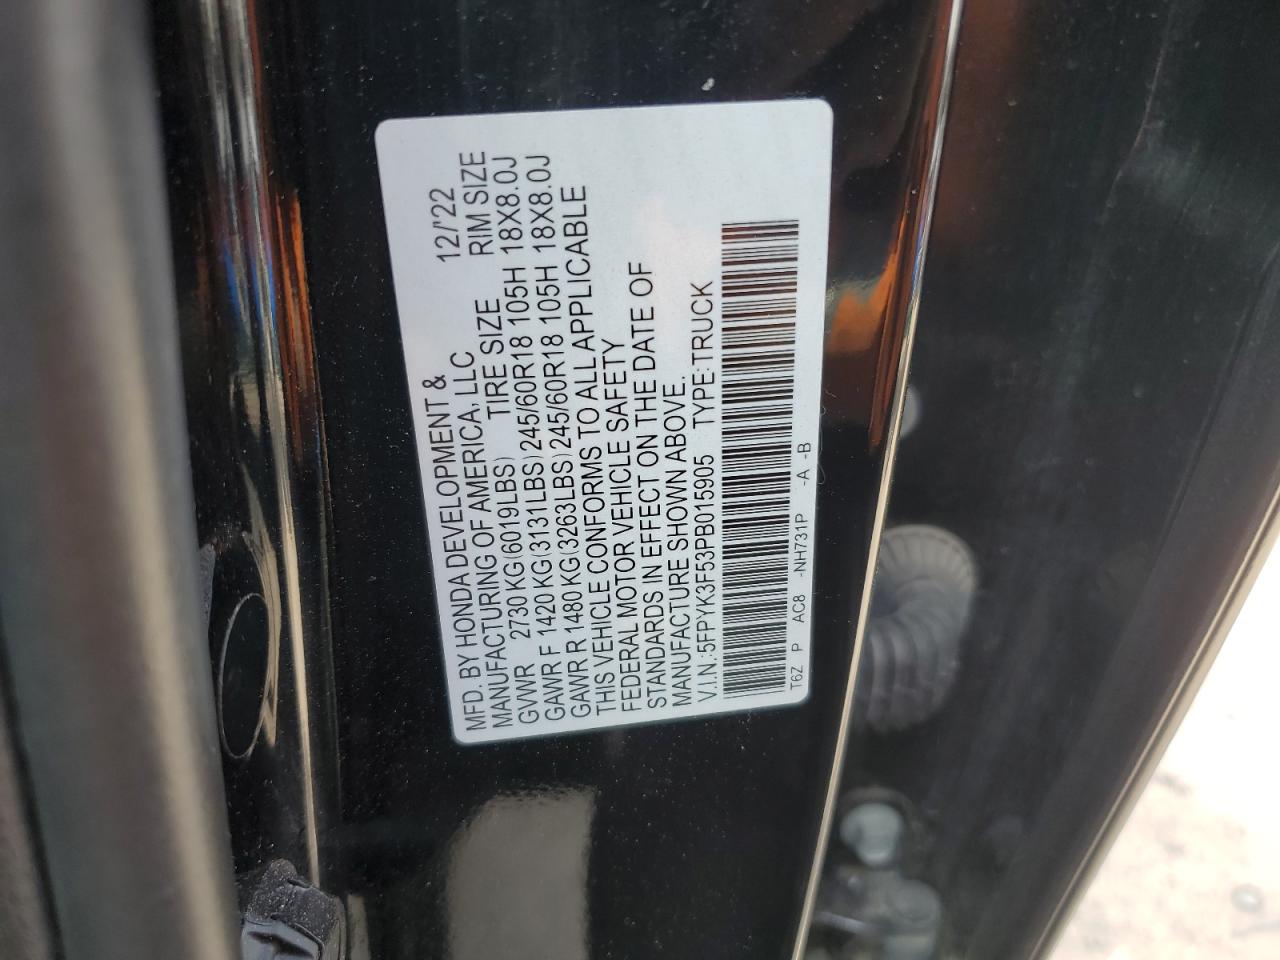 MFD. BY HONDA DEVELOPMENT &
MANUFACTURING OF AMERICA, LLC 12/'22
GVWR 2730 KG(6019LBS) TIRE SIZE RIM SIZE
GAWR F 1420 KG(3131LBS) 245/60R18 105H 18X8.0J
GAWR R 1480 KG(3263LBS) 245/60R18 105H 18X8.0J
THIS VEHICLE CONFORMS TO ALL APPLICABLE
FEDERAL MOTOR VEHICLE SAFETY
STANDARDS IN EFFECT ON THE DATE OF
MANUFACTURE SHOWN ABOVE.
V.I.N.:5FPYK3F53PB015905 TYPE:TRUCK
T6Z P AC8 -NH731P -A -B